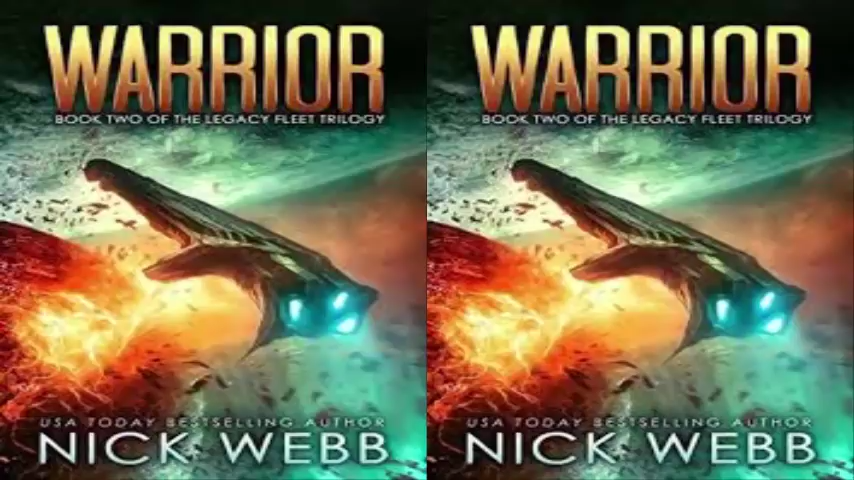 WARRIOR
BOOK TWO OF THE LEGACY FLEET TRILOGY
USA TODAY BESTSELLING AUTHOR
NICK WEBB
WARRIOR
BOOK TWO OF THE LEGACY FLEET TRILOGY
USA TODAY BESTSELLING AUTHOR
NICK WEBB